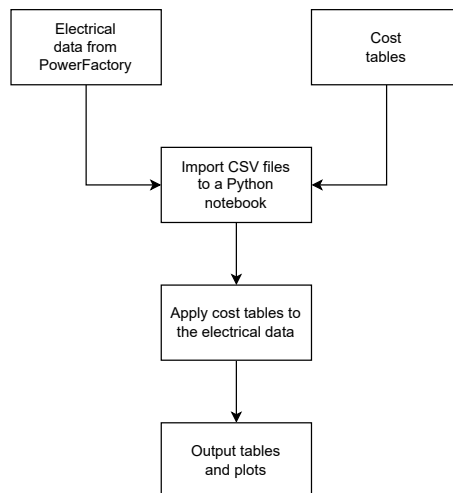 Electrical
data from
PowerFactory
Cost
tables
Import CSV files
to a Python
notebook
Apply cost tables to
the electrical data
Output tables
and plots